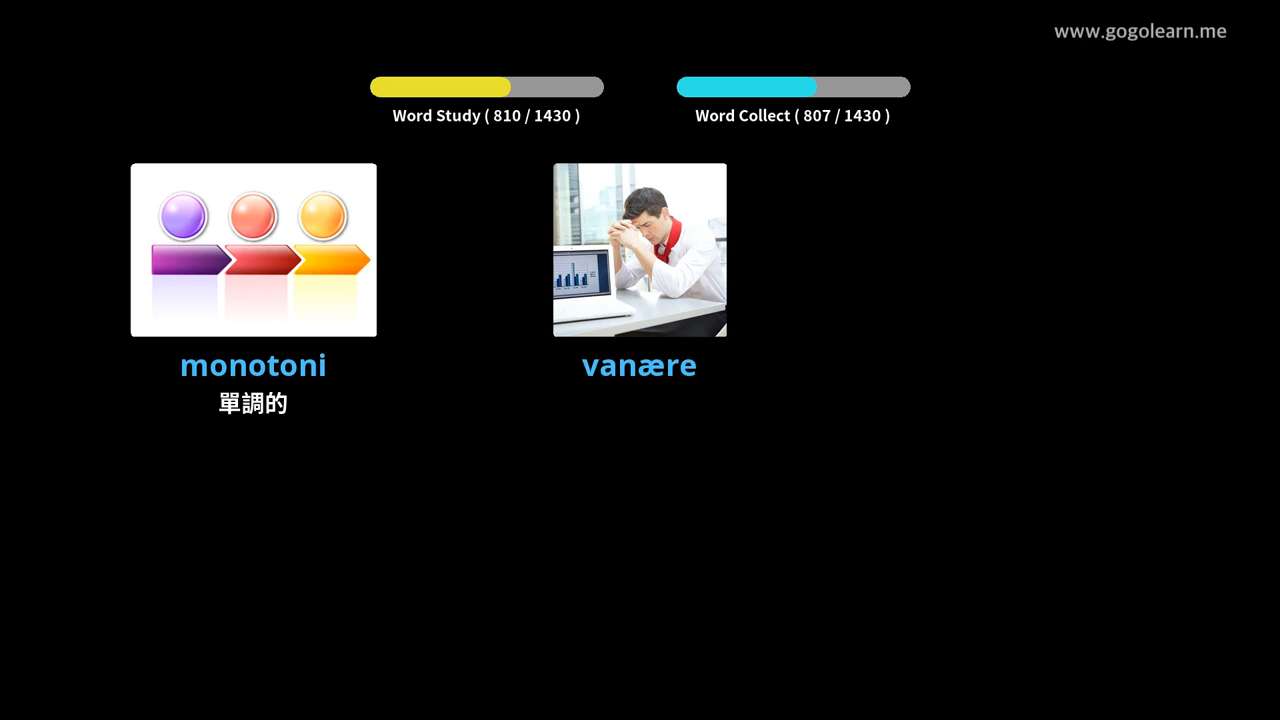 www.gogolearn.me
Word Study ( 810 / 1430 )
Word Collect ( 807 / 1430 )
monotoni
單調的
vanære